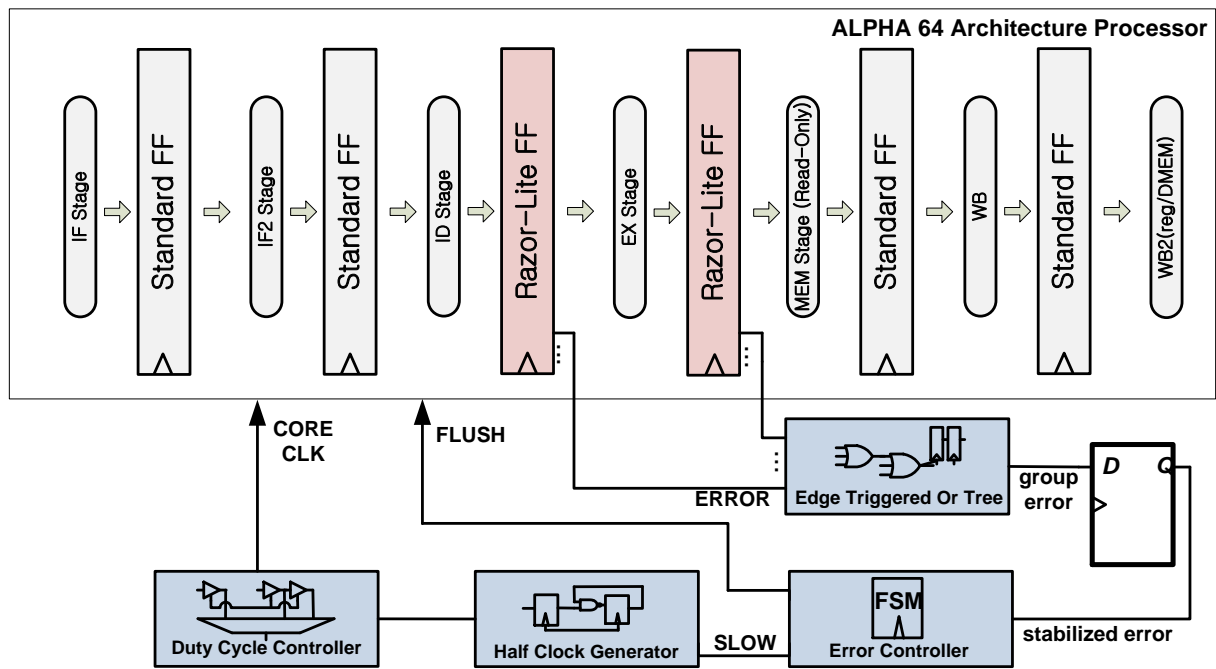 ALPHA 64 Architecture Processor
IF Stage
Standard FF
IF2 Stage
Standard FF
ID Stage
Razor-Lite FF
EX Stage
Razor-Lite FF
MEM Stage (Read-Only)
Standard FF
WB
Standard FF
WB2(reg/DMEM)
...
...
CORE
CLK
FLUSH
ERROR
...
Edge Triggered Or Tree
group
error
D
Q
Duty Cycle Controller
Half Clock Generator
SLOW
FSM
Error Controller
stabilized error